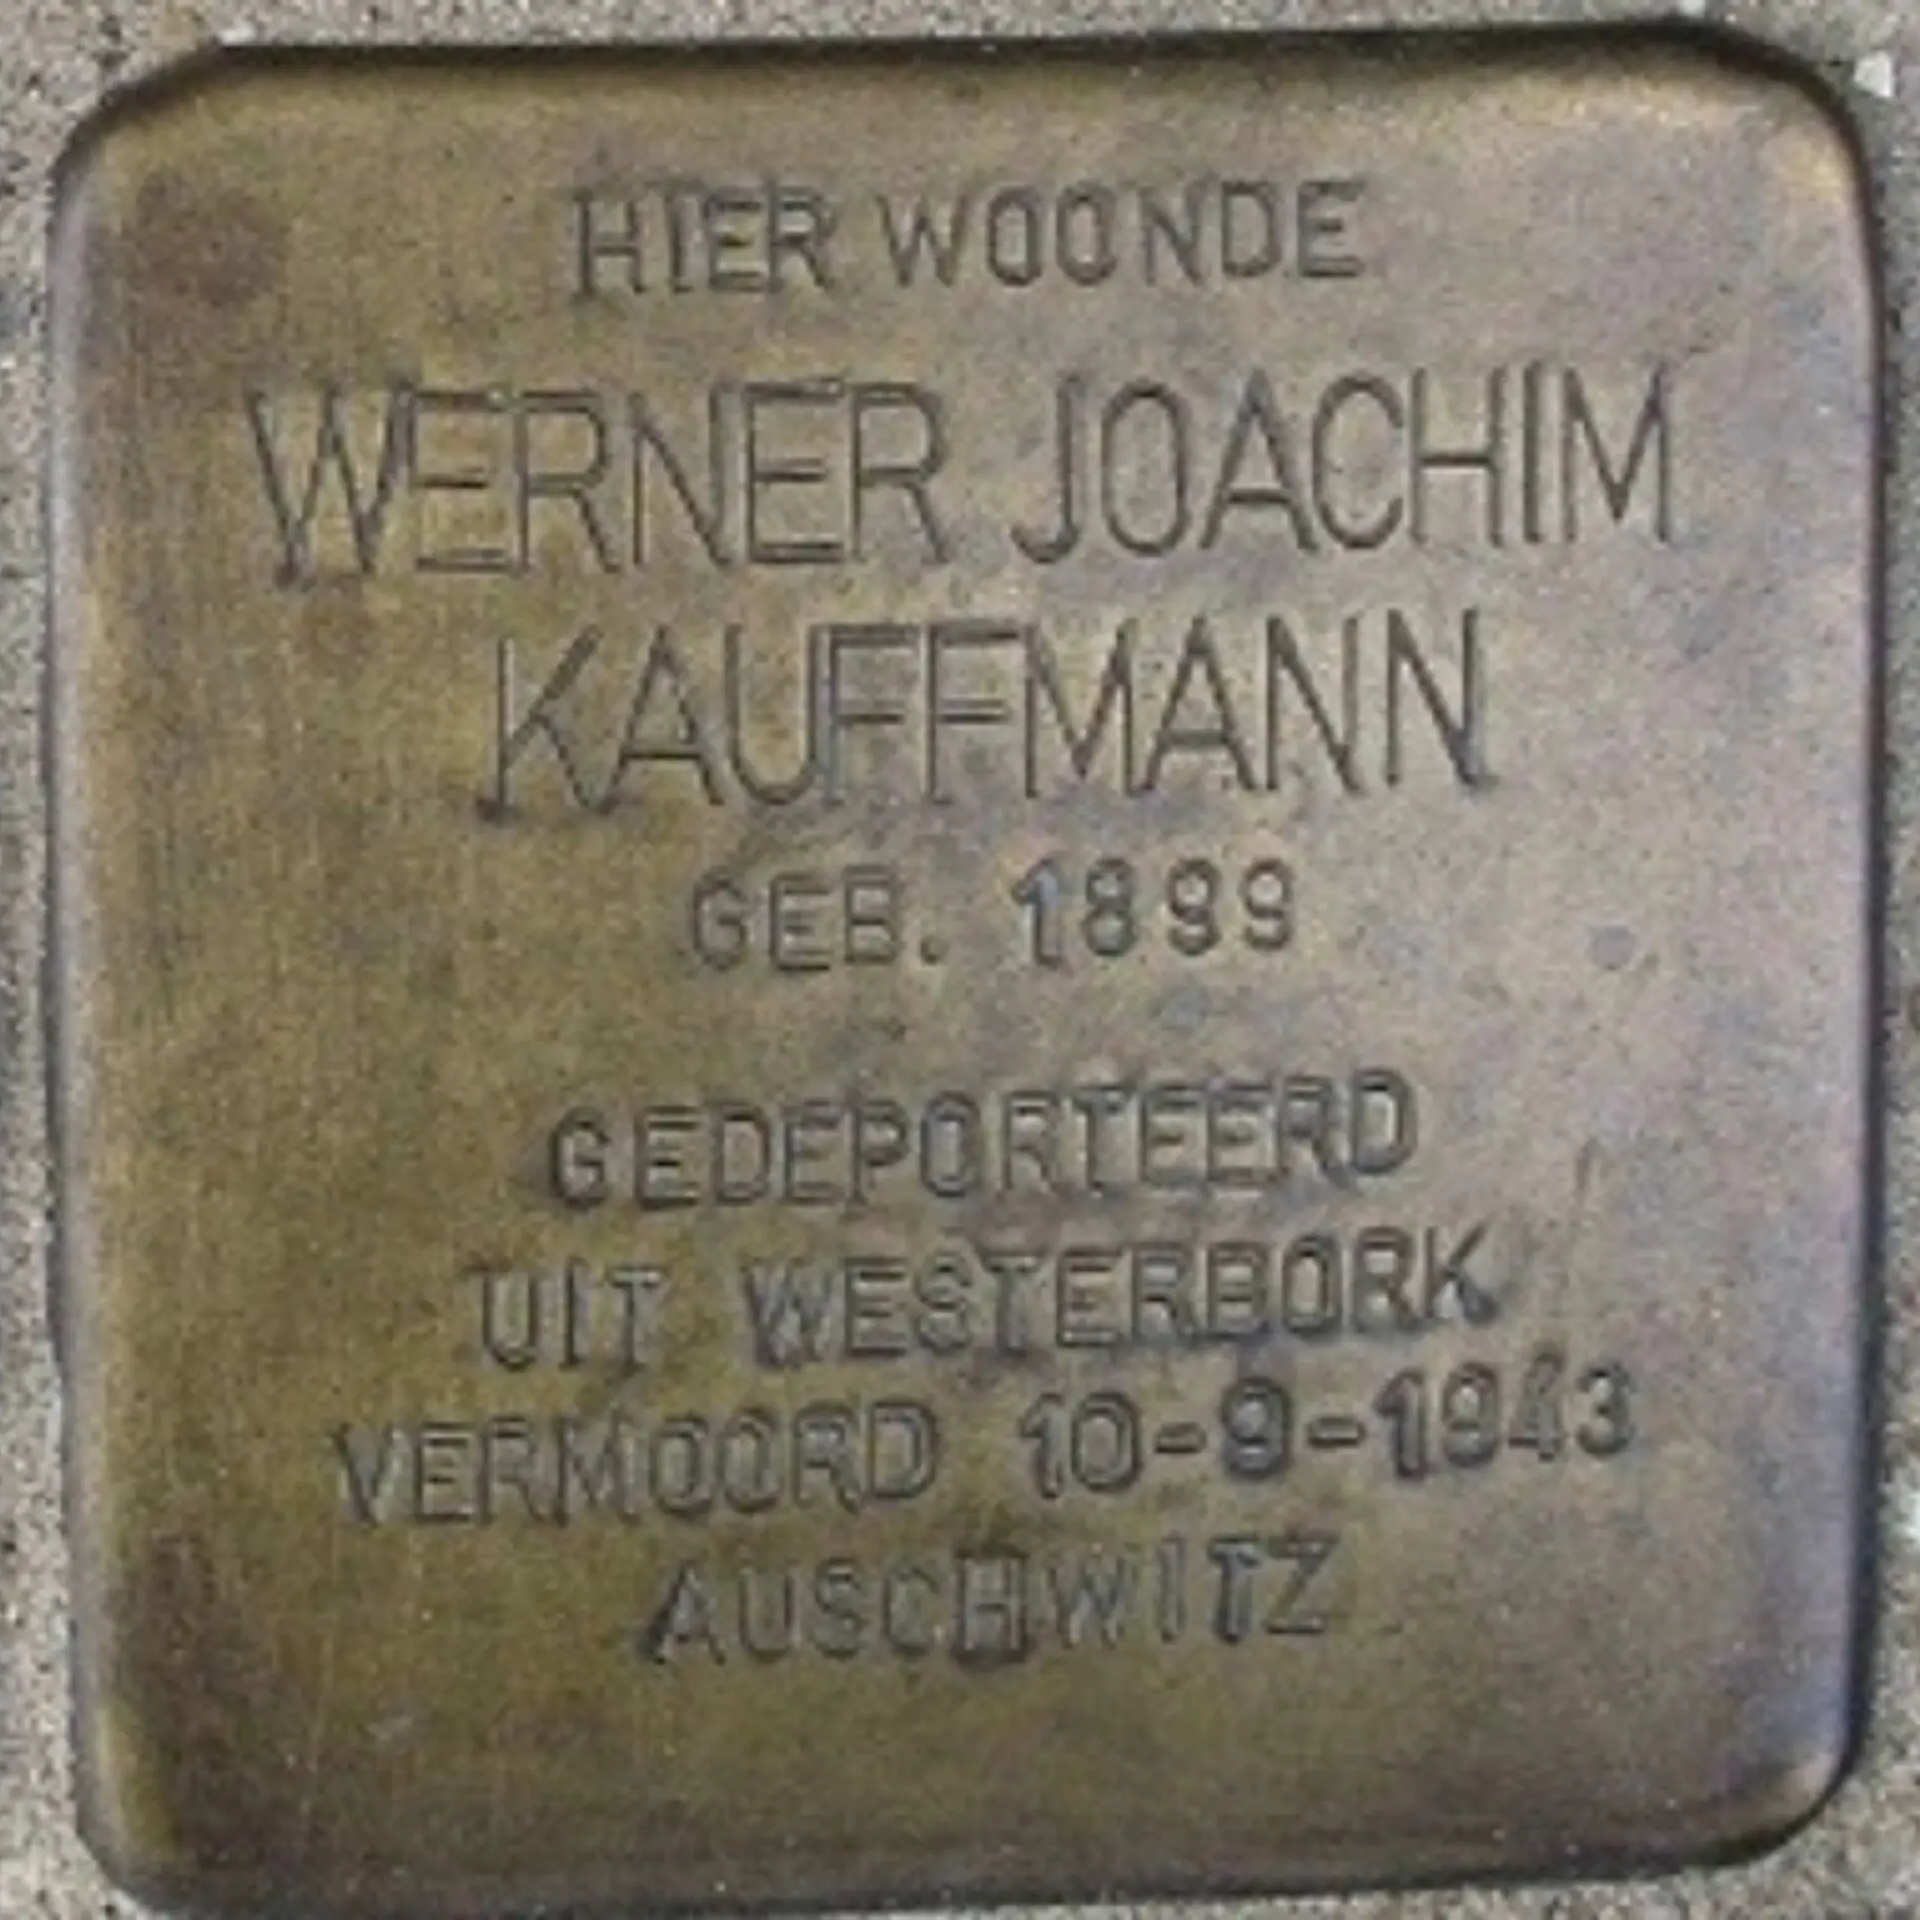 HIER WOONDE
WERNER JOACHIM
KAUFFMANN
GEB. 1899
GEDEPORTEERD
UIT WESTERBORK
VERMOORD 10-9-1943
AUSCHWITZ